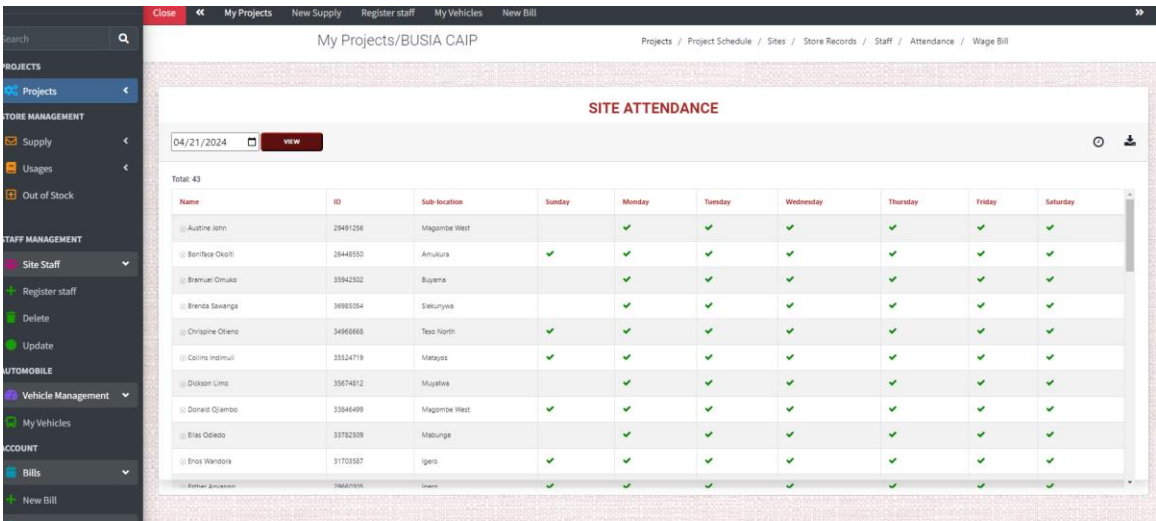 Close « My Projects New Supply Register staff My Vehicles New Bill »
Search
PROJECTS
Projects
STORE MANAGEMENT
Supply
Usages
Out of Stock
STAFF MANAGEMENT
Site Staff
Register staff
Delete
Update
AUTOMOBILE
Vehicle Management
My Vehicles
ACCOUNT
Bills
New Bill
My Projects/BUSIA CAIP
Projects / Project Schedule / Sites / Store Records / Staff / Attendance / Wage Bill
SITE ATTENDANCE
04/21/2024 VIEW
Total: 43
Name ID Sub-location Sunday Monday Tuesday Wednesday Thursday Friday Saturday
Austine John 29491256 Magombe West ✔ ✔ ✔ ✔ ✔ ✔
Boniface Okoiti 26448550 Amukura ✔ ✔ ✔ ✔ ✔ ✔ ✔
Bramuel Omuko 35942502 Buyama ✔ ✔ ✔ ✔ ✔ ✔
Brenda Sawanga 36985054 Siekunywa ✔ ✔ ✔ ✔ ✔ ✔
Chrispine Otieno 34968668 Teso North ✔ ✔ ✔ ✔ ✔ ✔ ✔
Collins Indimuli 35524719 Matayos ✔ ✔ ✔ ✔ ✔ ✔ ✔
Dickson Limo 35674812 Muyatwa ✔ ✔ ✔ ✔ ✔ ✔
Donald Ojiambo 33846499 Magombe West ✔ ✔ ✔ ✔ ✔ ✔ ✔
Elias Odiedo 33782509 Mabunge ✔ ✔ ✔ ✔ ✔ ✔
Enos Wandora 31703587 Igero ✔ ✔ ✔ ✔ ✔ ✔ ✔
Esther Anyango Igero ✔ ✔ ✔ ✔ ✔ ✔ ✔